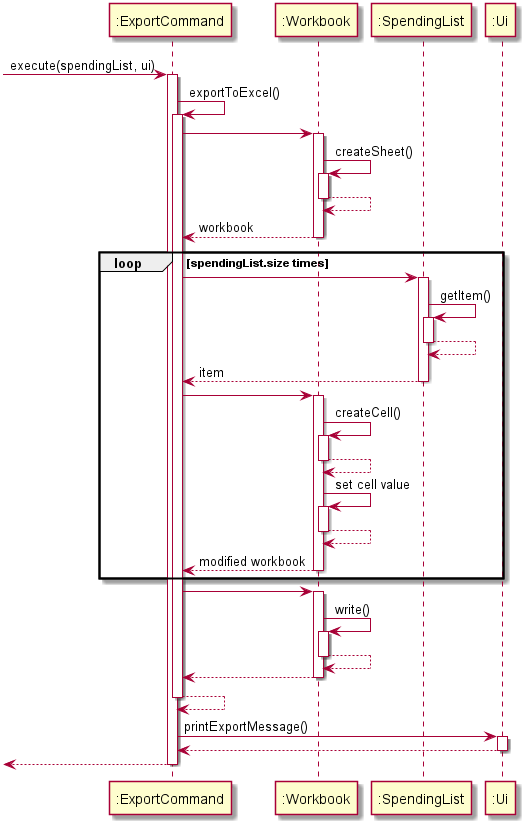 :ExportCommand :Workbook :SpendingList :Ui
execute(spendingList, ui)
exportToExcel()
createSheet()
workbook
loop [spendingList.size times]
getItem()
item
createCell()
set cell value
modified workbook
write()
printExportMessage()
:ExportCommand :Workbook :SpendingList :Ui